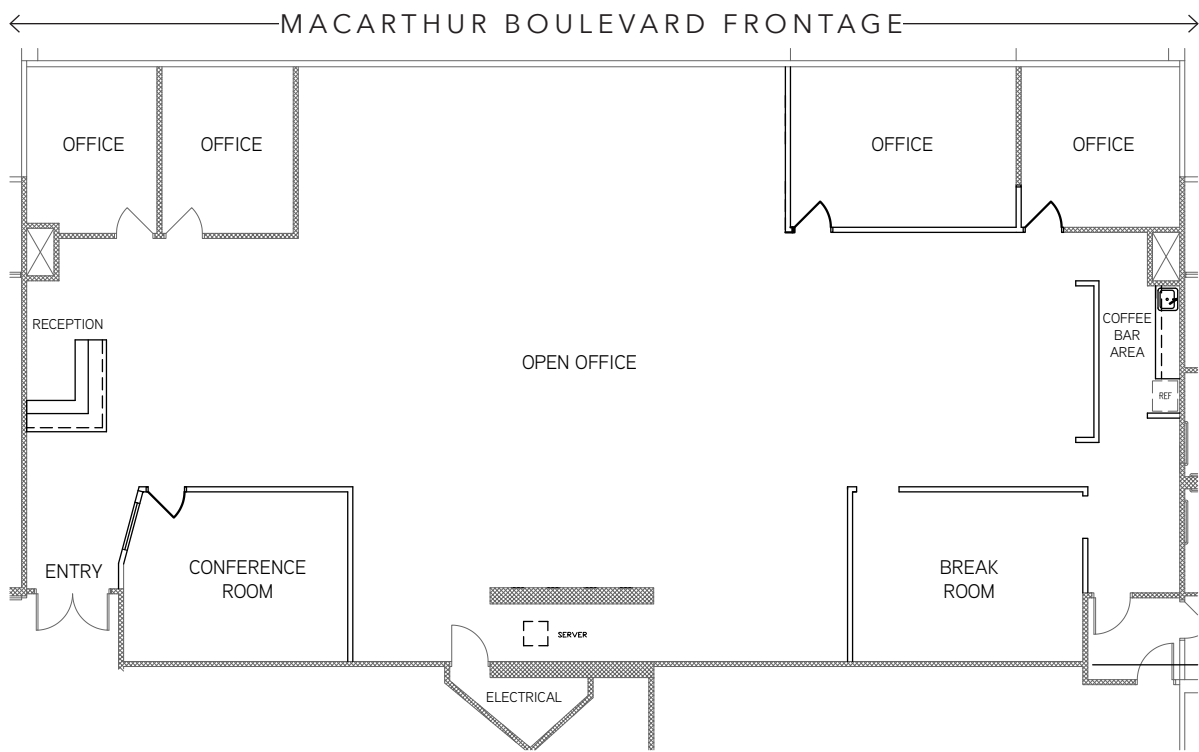 MACARTHUR BOULEVARD FRONTAGE
OFFICE
OFFICE
OFFICE
OFFICE
RECEPTION
COFFEE
BAR
AREA
OPEN OFFICE
REF
ENTRY
CONFERENCE
ROOM
BREAK
ROOM
SERVER
ELECTRICAL